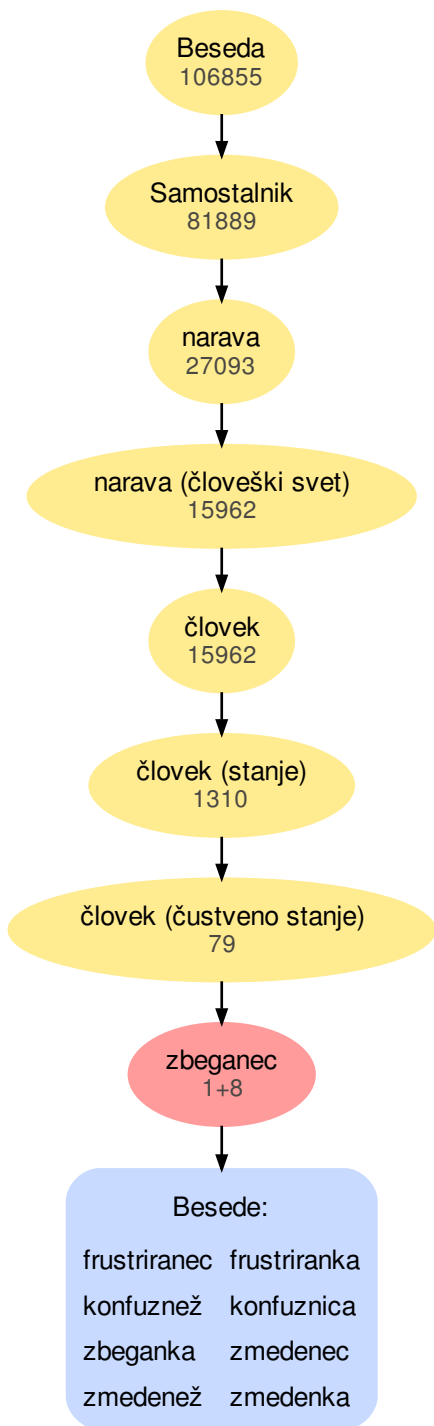 Beseda
106855
Samostalnik
81889
narava
27093
narava (človeški svet)
15962
človek
15962
človek (stanje)
1310
človek (čustveno stanje)
79
zbeganec
1+8
Besede:
frustriranec frustriranka
konfuznež konfuznica
zbeganka zmedenec
zmedenež zmedenka